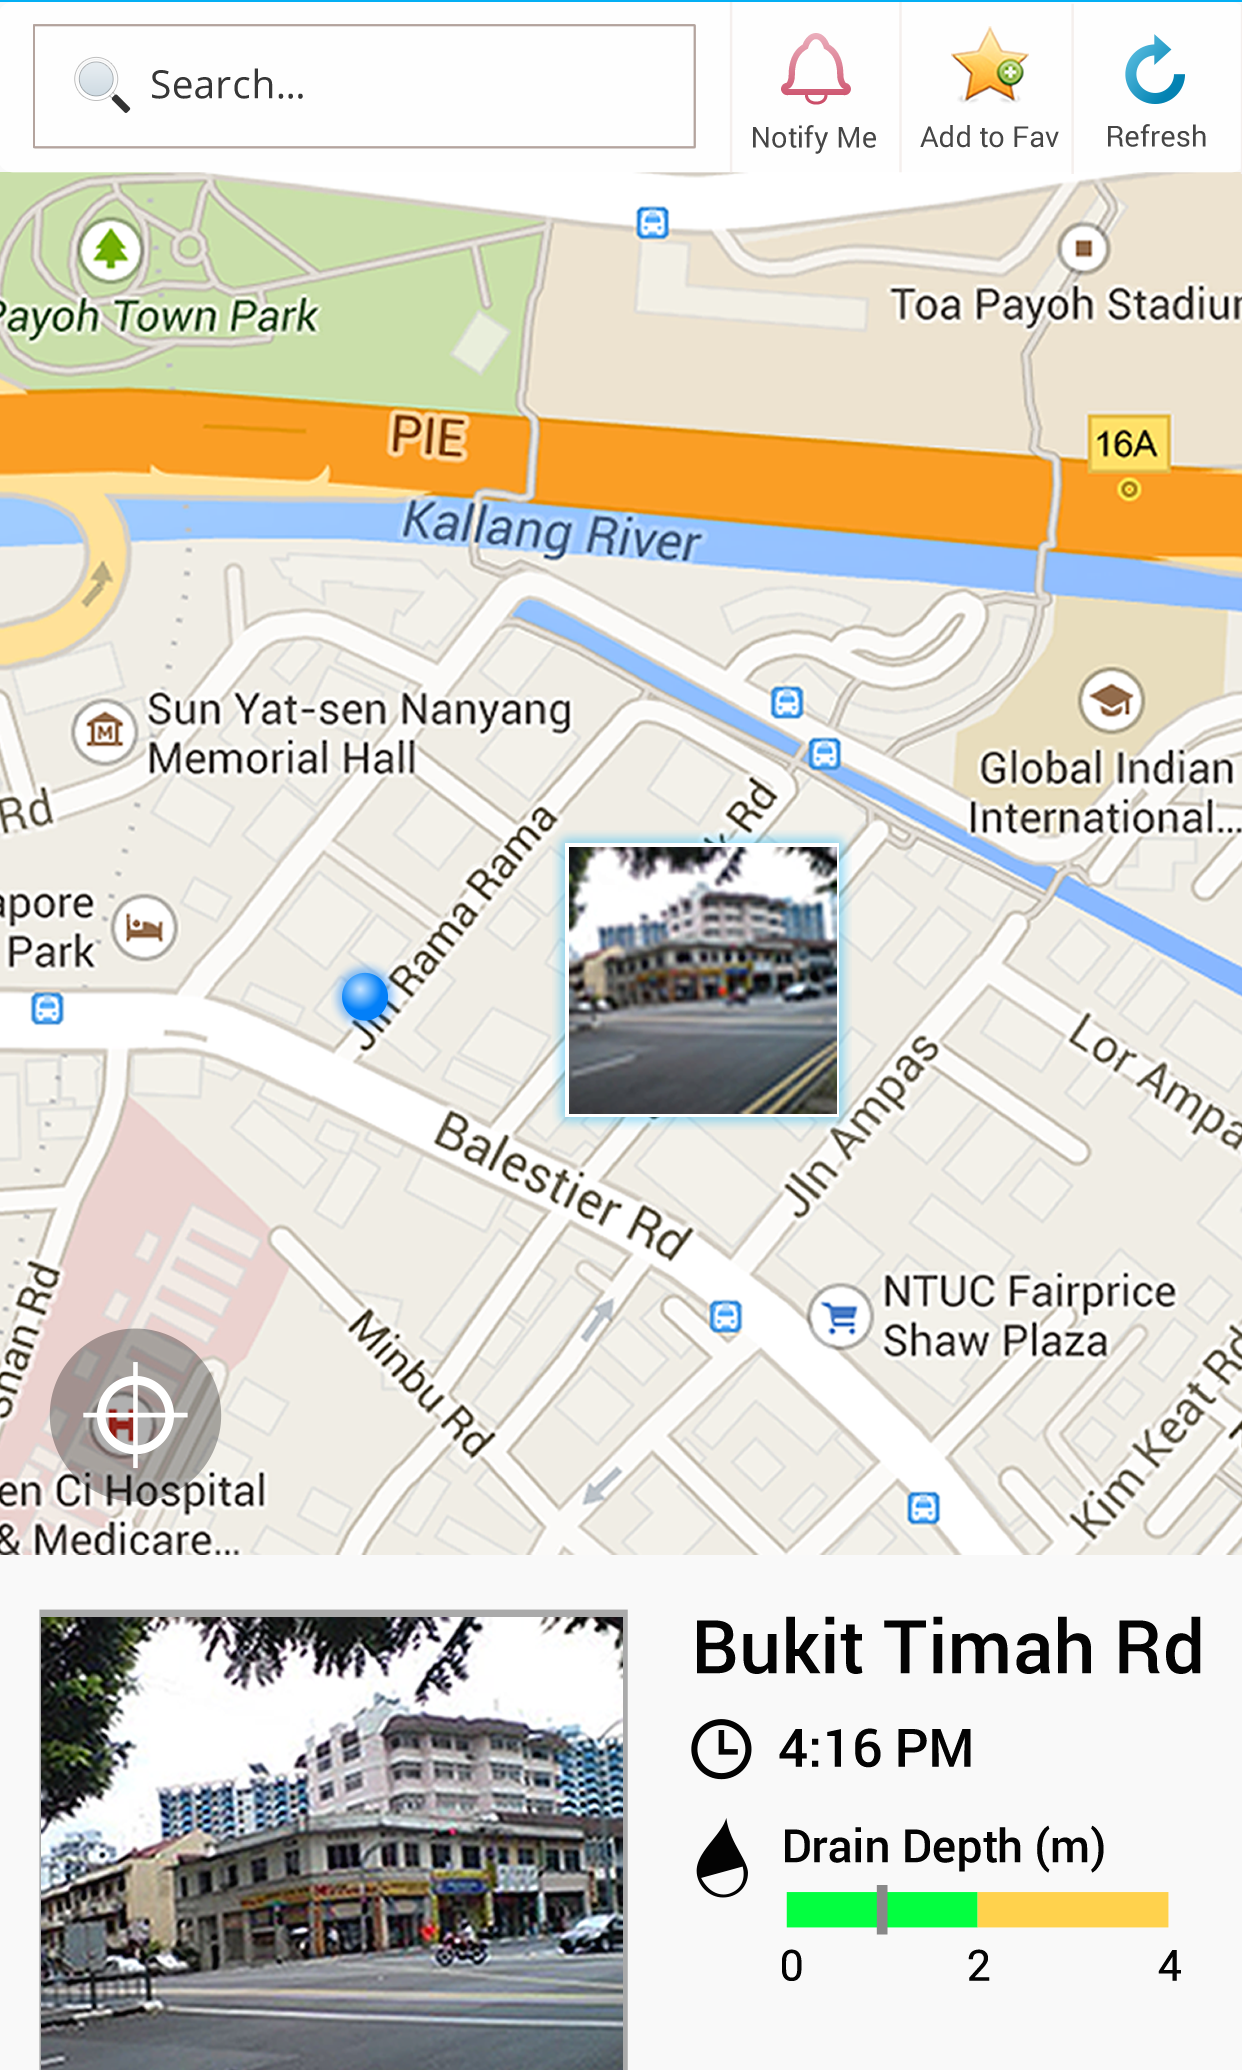 Search...
Notify Me
Add to Fav
Refresh
Payoh Town Park
Toa Payoh Stadiu
PIE
16A
Kallang River
Sun Yat-sen Nanyang
Memorial Hall
Rd
Rd
Global Indian
International...
Jln Rama Rama
apore
Park
Lor Ampa
Jln Ampas
Balestier Rd
NTUC Fairprice
Shaw Plaza
Minbu Rd
Rd
Kim Keat Rd
H
en Ci Hospital
& Medicare...
Bukit Timah Rd
4:16 PM
Drain Depth (m)
0 2 4